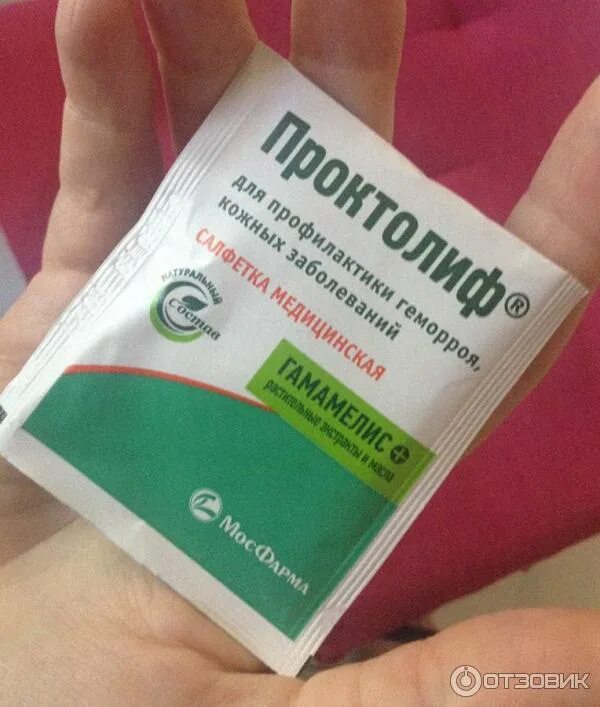 Проктолиф®
для профилактики геморроя,
кожных заболеваний
САЛФЕТКА МЕДИЦИНСКАЯ
НАТУРАЛЬНЫЙ
состав
ГАМАМЕЛИС +
растительные экстракты и масла
МосФарма
ОТЗОВИК